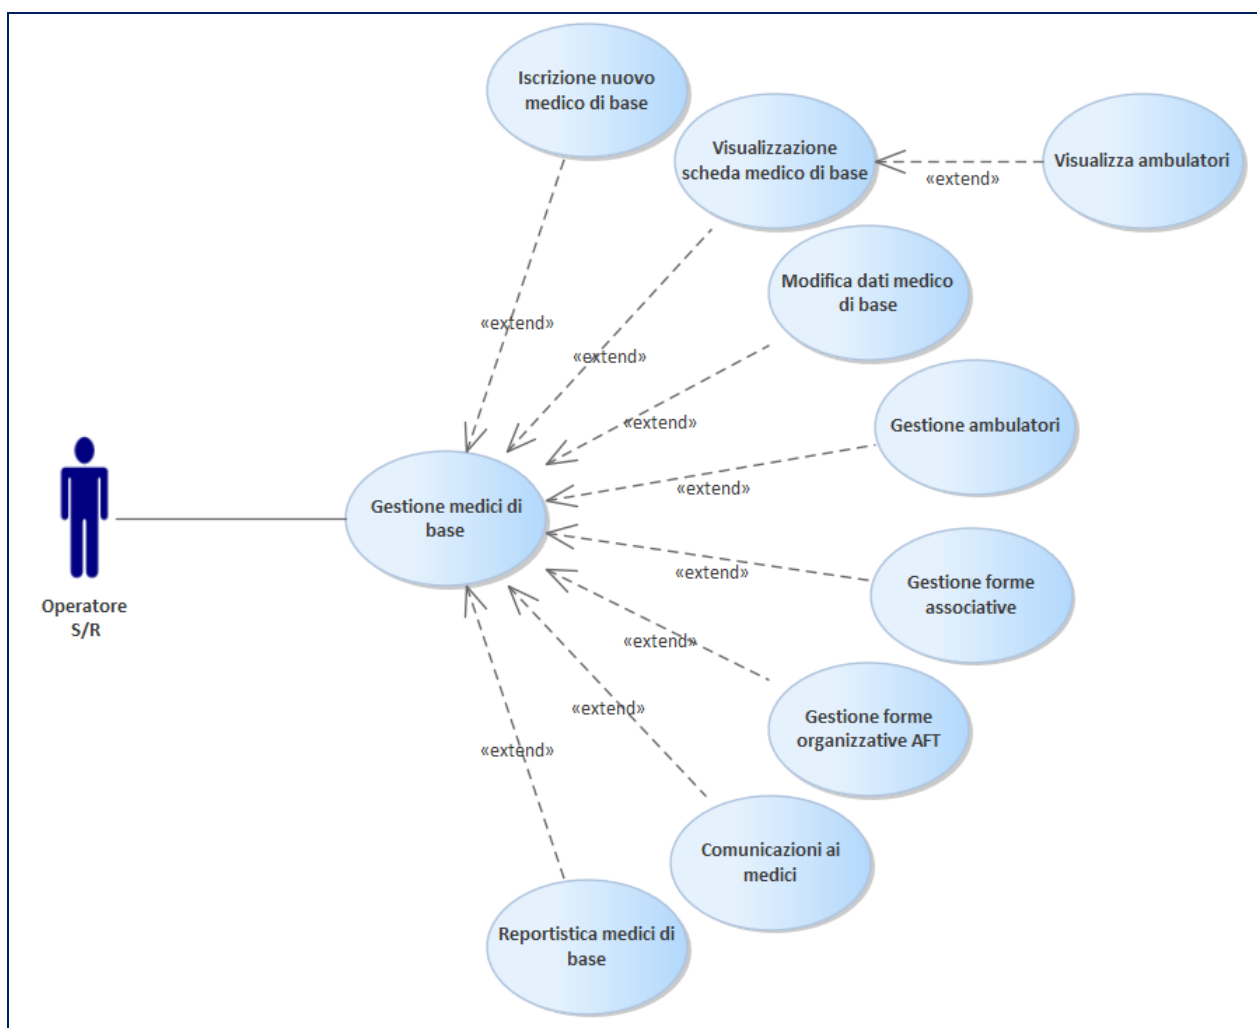 Iscrizione nuovo
medico di base
Visualizzazione
scheda medico di base
«extend»
Visualizza ambulatori
Modifica dati medico
di base
«extend»
«extend»
«extend»
Gestione ambulatori
«extend»
Gestione medici di
base
Operatore
S/R
«extend»
Gestione forme
associative
«extend»
Gestione forme
organizzative AFT
«extend»
«extend»
Comunicazioni ai
medici
Reportistica medici di
base